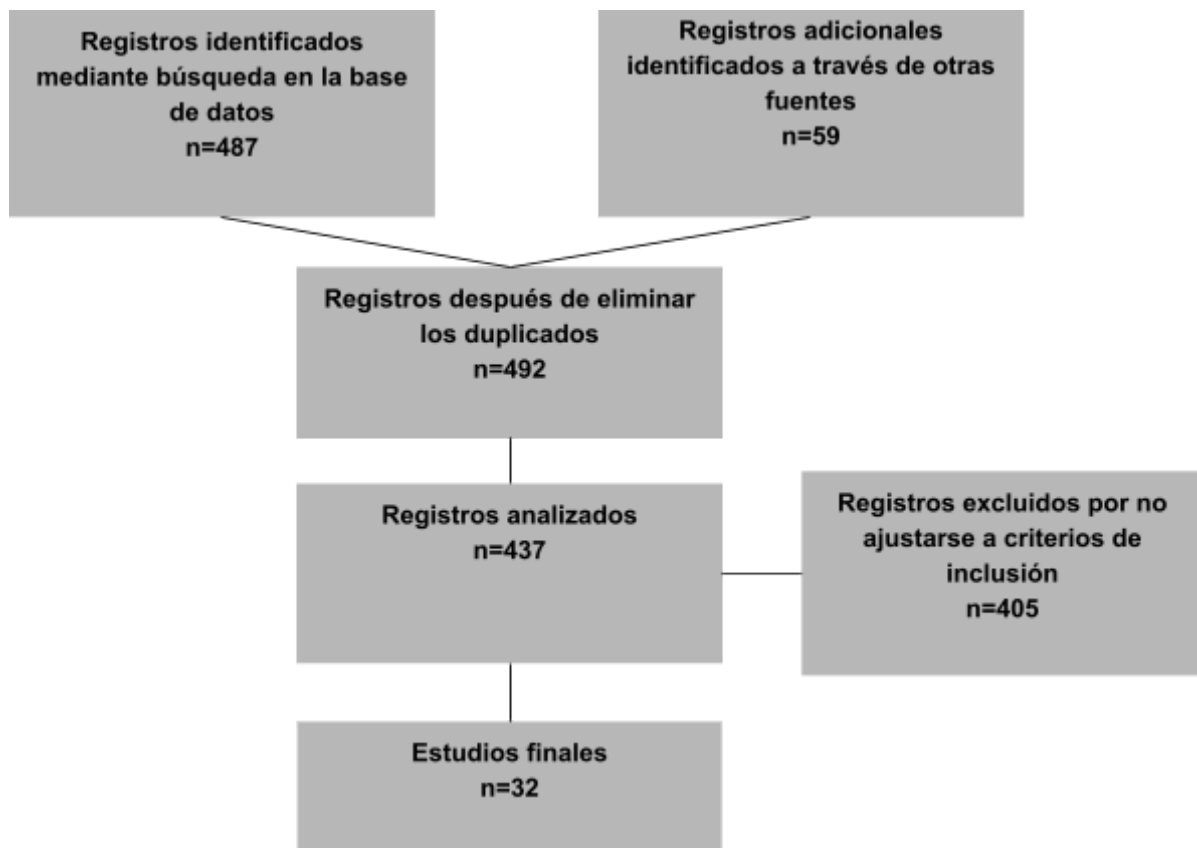 Registros identificados
mediante búsqueda en la base
de datos
n=487
Registros adicionales
identificados a través de otras
fuentes
n=59
Registros después de eliminar
los duplicados
n=492
Registros analizados
n=437
Registros excluidos por no
ajustarse a criterios de
inclusión
n=405
Estudios finales
n=32